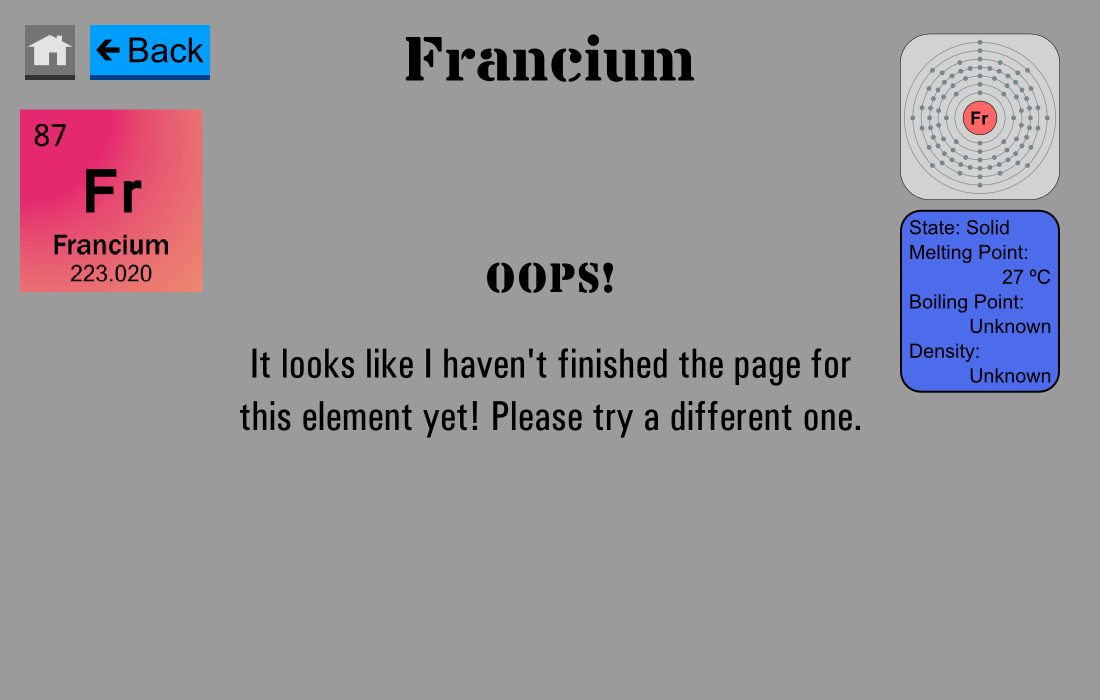 Back
Francium
87
Fr
Francium
223.020
Fr
State: Solid
Melting Point:
27 ºC
Boiling Point:
Unknown
Density:
Unknown
OOPS!
It looks like I haven't finished the page for
this element yet! Please try a different one.